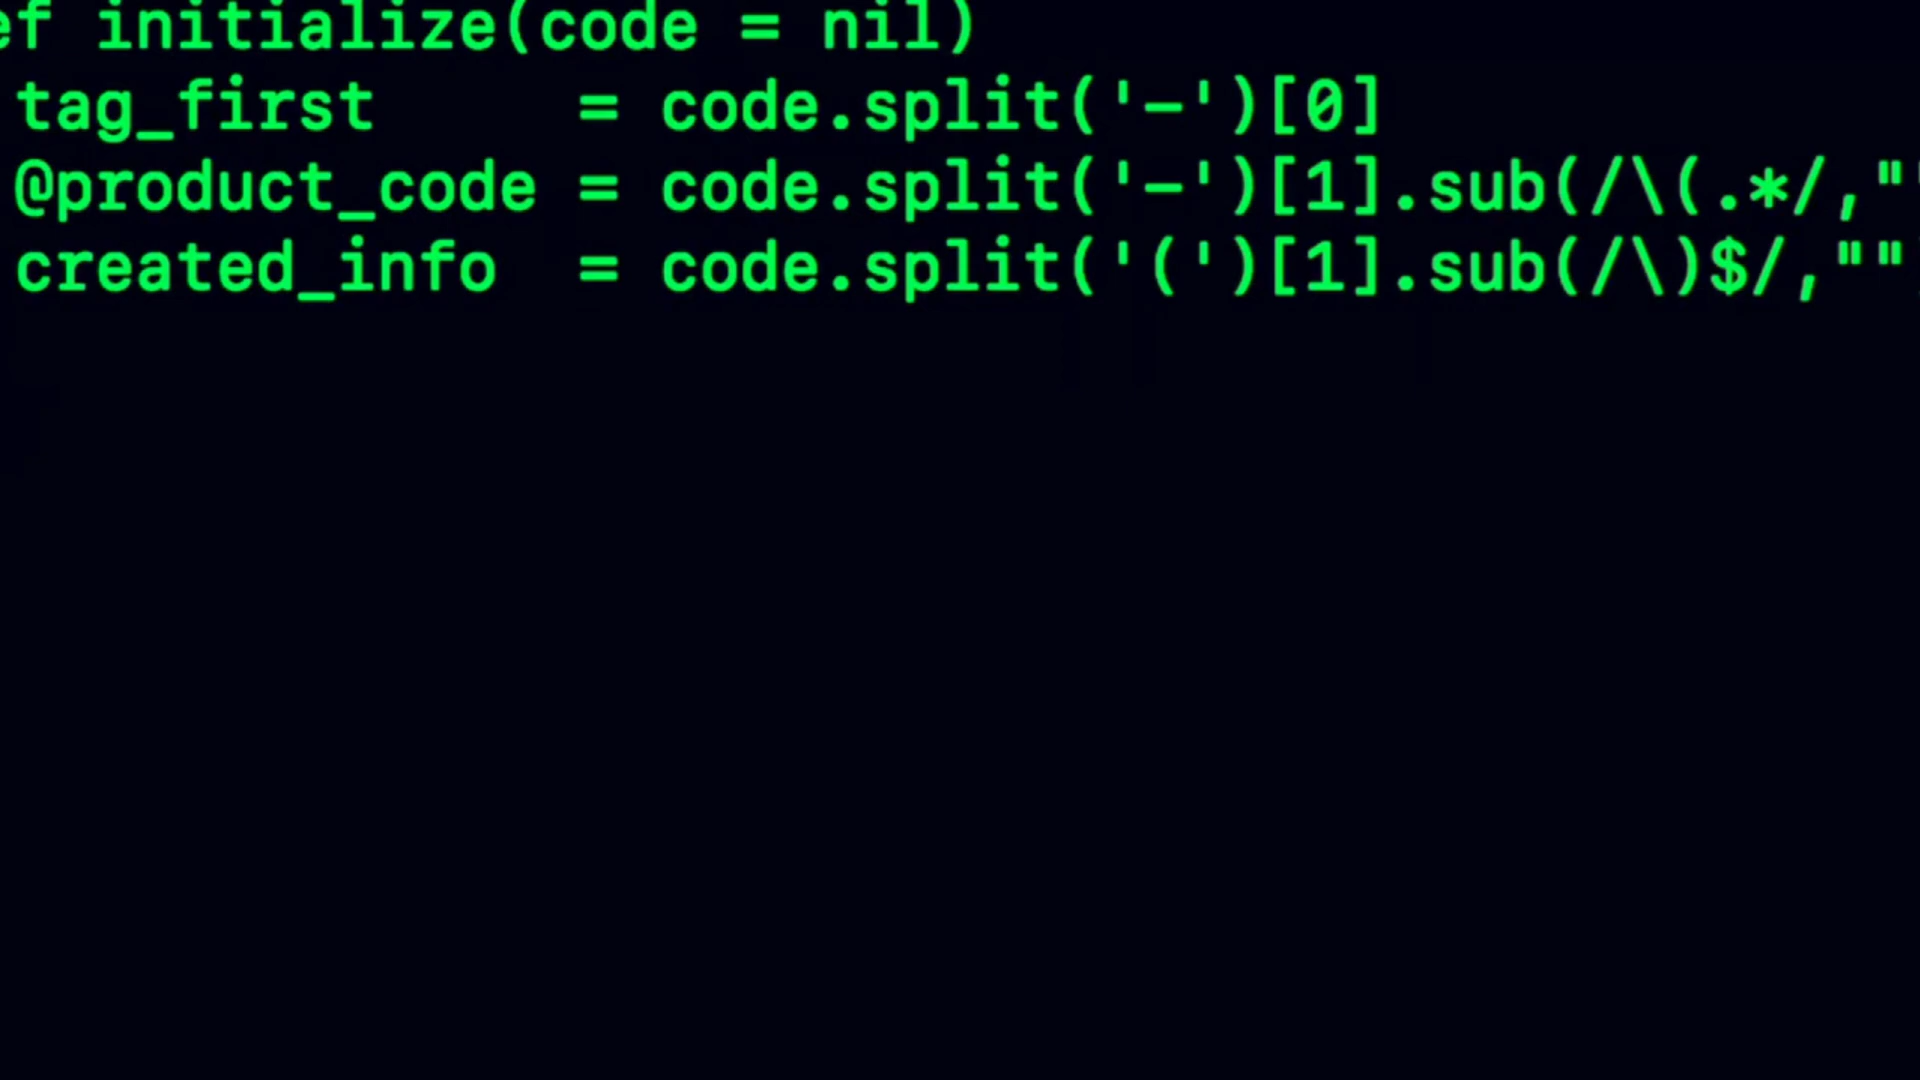 ef initialize(code = nil)
tag_first     = code.split('-')[0]
@product_code = code.split('-')[1].sub(/\(.*/,"
created_info  = code.split('(')[1].sub(/\)$/,""